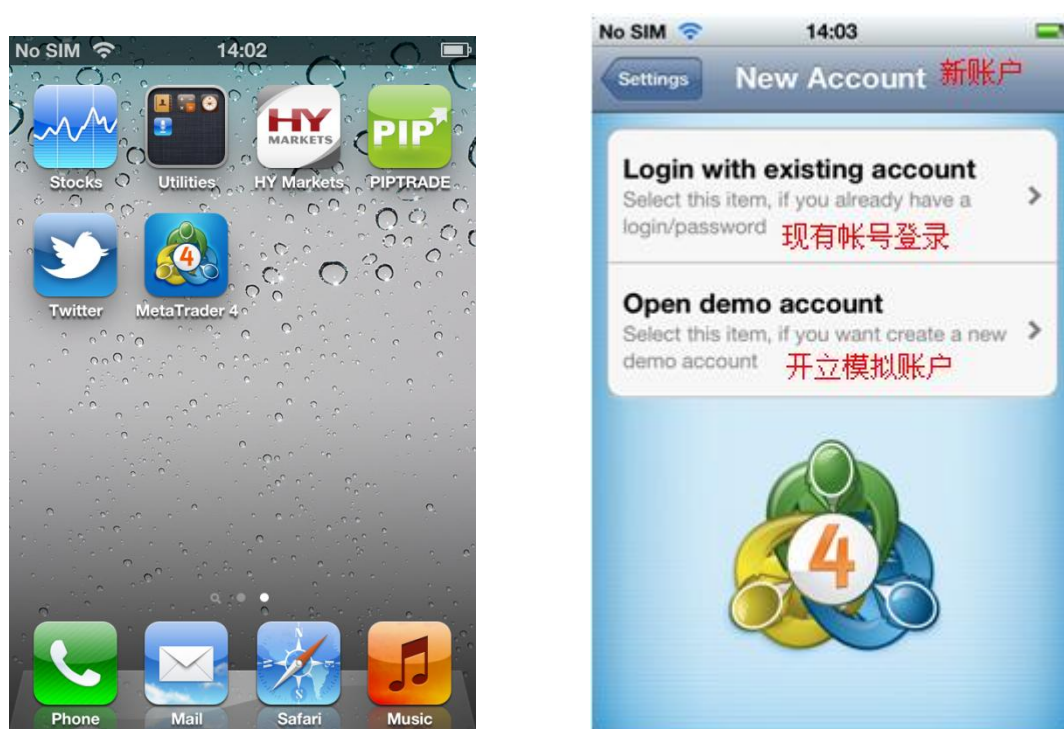 No SIM 14:02
Stocks Utilities HY Markets PIPTRADE
HY
MARKETS
PIP
Twitter MetaTrader 4
4
Phone Mail Safari Music
No SIM 14:03
Settings New Account 新账户
Login with existing account
Select this item, if you already have a
login/password 现有帐号登录
Open demo account
Select this item, if you want create a new
demo account 开立模拟账户
4